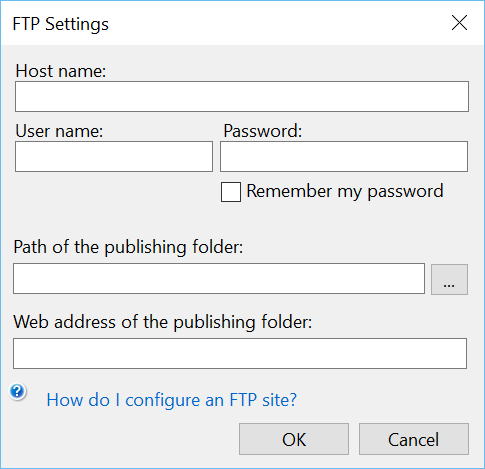 FTP Settings
Host name:
User name: Password:
Remember my password
Path of the publishing folder:
...
Web address of the publishing folder:
? How do I configure an FTP site?
OK Cancel